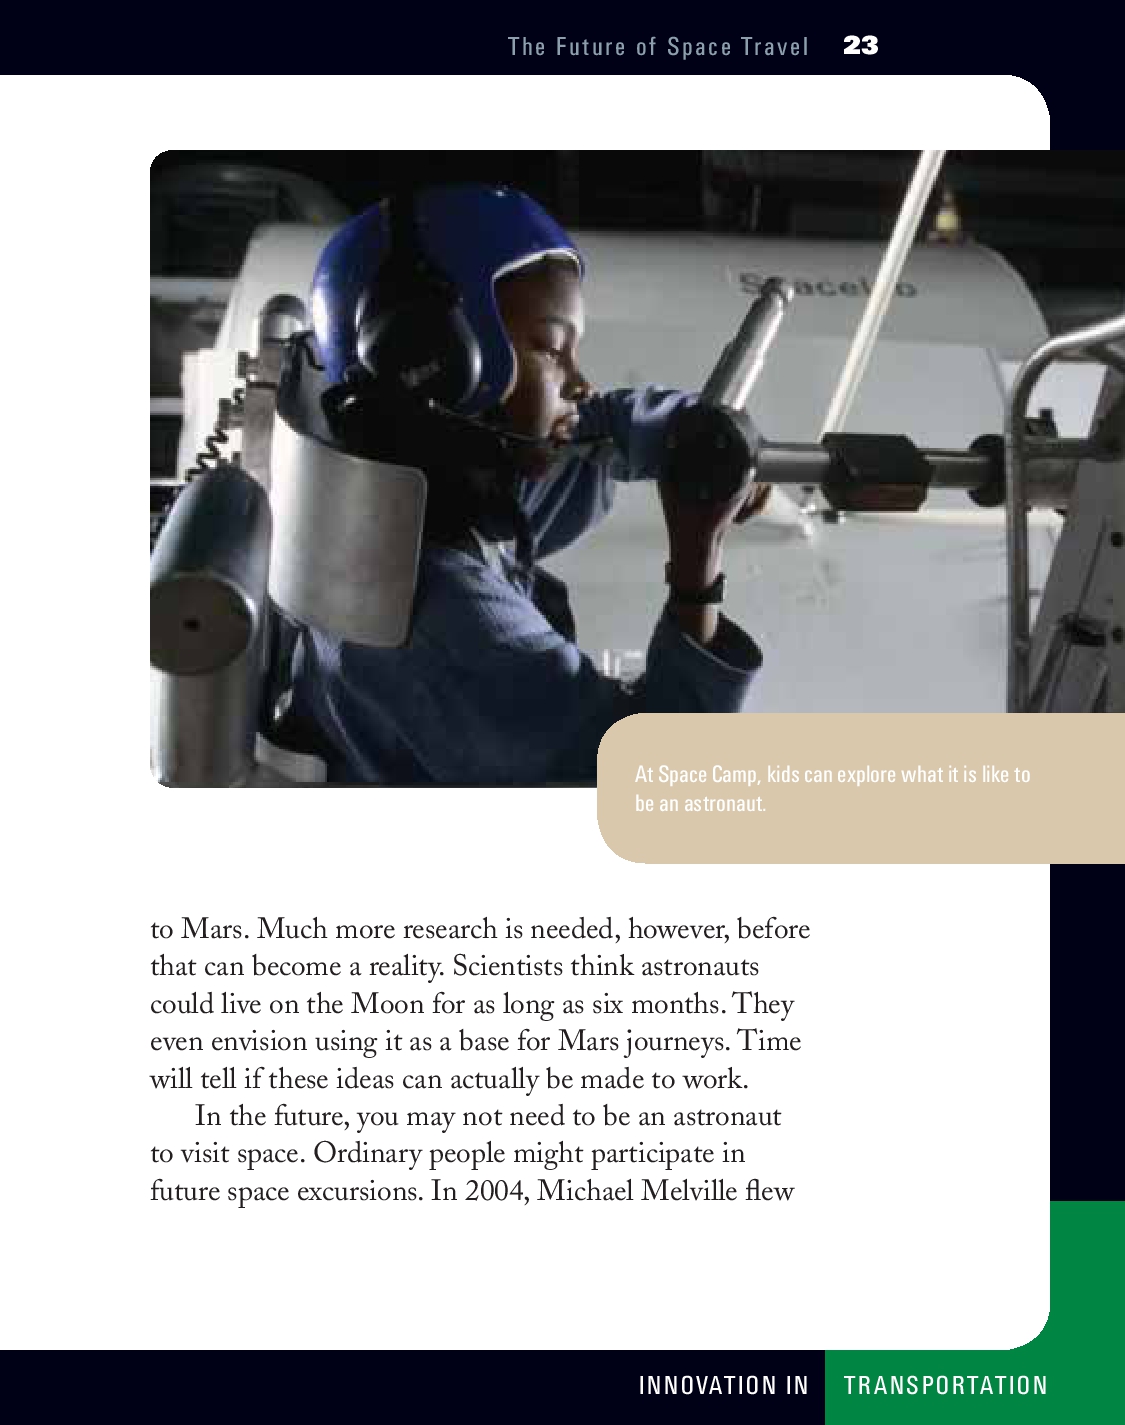 The Future of Space Travel 23
At Space Camp, kids can explore what it is like to
be an astronaut.
to Mars. Much more research is needed, however, before
that can become a reality. Scientists think astronauts
could live on the Moon for as long as six months. They
even envision using it as a base for Mars journeys. Time
will tell if these ideas can actually be made to work.
In the future, you may not need to be an astronaut
to visit space. Ordinary people might participate in
future space excursions. In 2004, Michael Melville flew
INNOVATION IN TRANSPORTATION